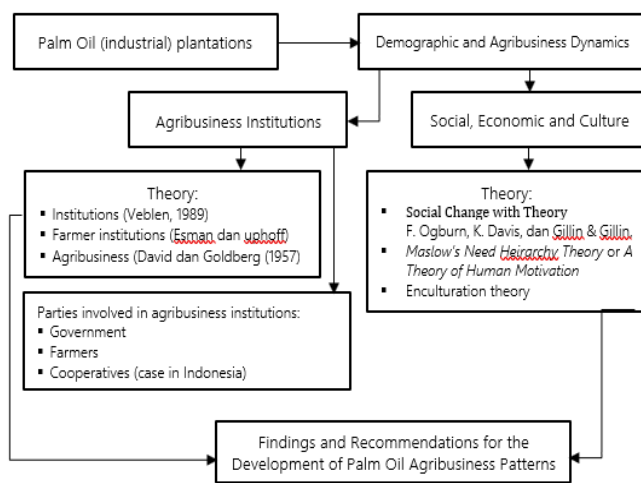 Palm Oil (industrial) plantations
Demographic and Agribusiness Dynamics
Agribusiness Institutions
Social, Economic and Culture
Theory:
▪ Institutions (Veblen, 1989)
▪ Farmer institutions (Esman dan uphoff)
▪ Agribusiness (David dan Goldberg (1957)
Theory:
▪ Social Change with Theory
F. Ogburn, K. Davis, dan Gillin & Gillin,
▪ Maslow's Need Heirarchy Theory or A
Theory of Human Motivation
▪ Enculturation theory
Parties involved in agribusiness institutions:
▪ Government
▪ Farmers
▪ Cooperatives (case in Indonesia)
Findings and Recommendations for the
Development of Palm Oil Agribusiness Patterns